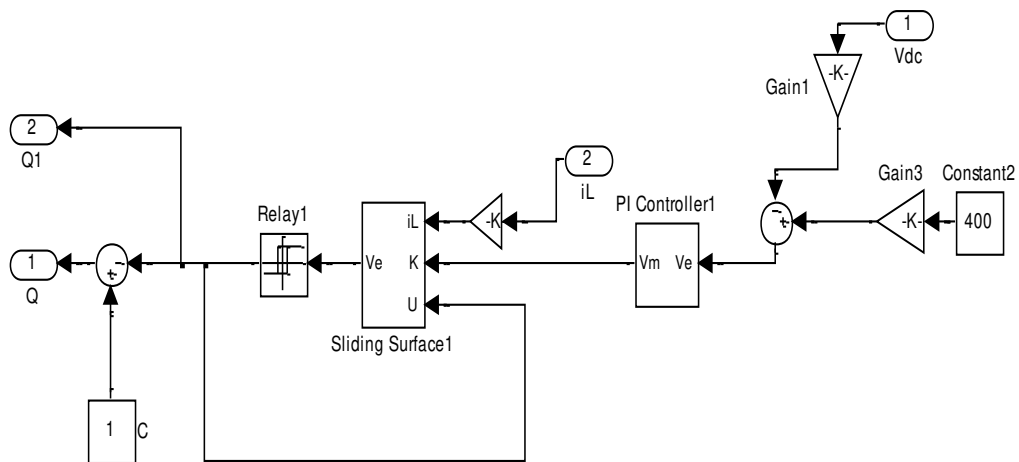 1
Vdc
-K-
Gain1
2
Q1
2
iL
Gain3
Constant2
-K-
400
Relay1
PI Controller1
iL
-K
1
Q
Ve
K
Vm
Ve
U
Sliding Surface1
1
C